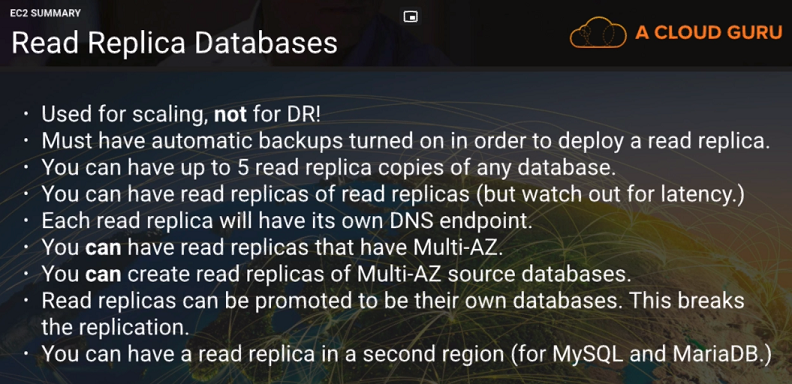 EC2 SUMMARY
Read Replica Databases
A CLOUD GURU
· Used for scaling, not for DR!
· Must have automatic backups turned on in order to deploy a read replica.
· You can have up to 5 read replica copies of any database.
· You can have read replicas of read replicas (but watch out for latency.)
· Each read replica will have its own DNS endpoint.
· You can have read replicas that have Multi-AZ.
· You can create read replicas of Multi-AZ source databases.
· Read replicas can be promoted to be their own databases. This breaks
the replication.
· You can have a read replica in a second region (for MySQL and MariaDB.)